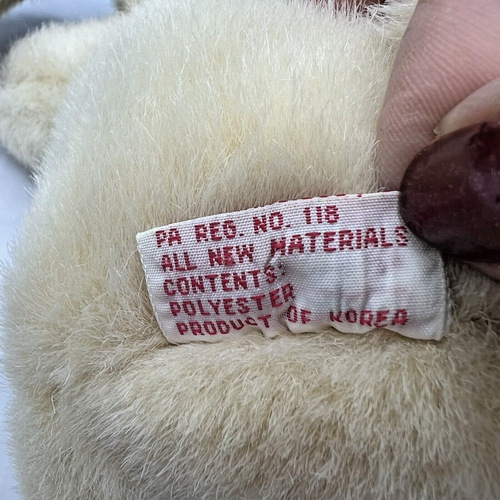 PA REG. NO. 118
ALL NEW MATERIALS
CONTENTS:
POLYESTER
PRODUCT OF KOREA